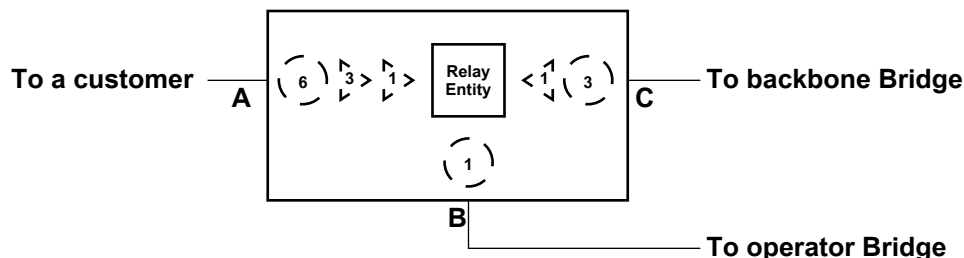 To a customer
A
6
3
1
Relay
Entity
1
3
C
To backbone Bridge
1
B
To operator Bridge